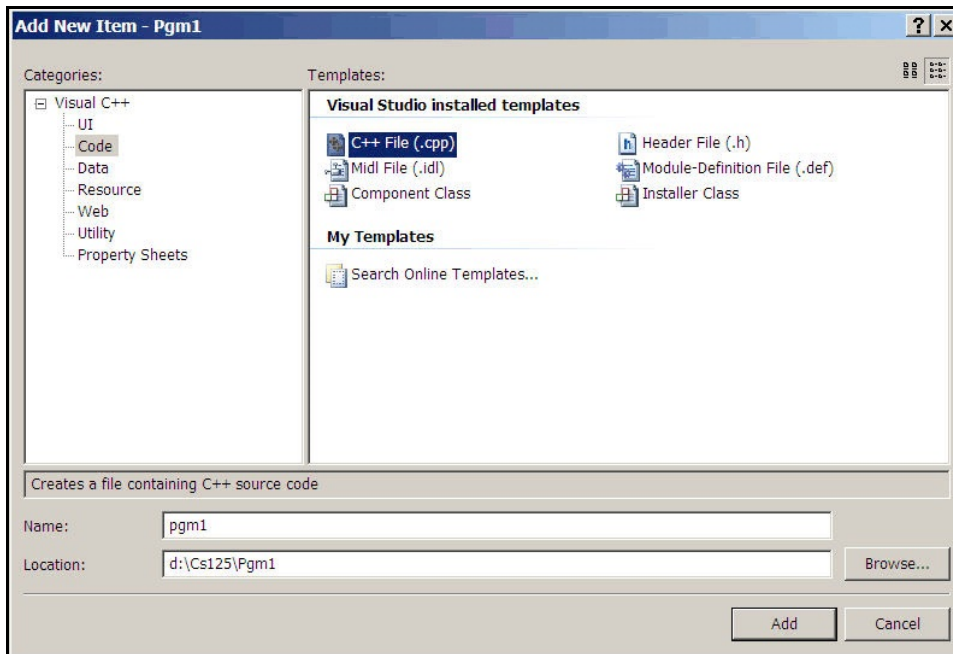 Add New Item - Pgm1
Categories:
Templates:
Visual C++
UI
Code
Data
Resource
Web
Utility
Property Sheets
Visual Studio installed templates
C++ File (.cpp)
Header File (.h)
Midl File (.idl)
Module-Definition File (.def)
Component Class
Installer Class
My Templates
Search Online Templates...
Creates a file containing C++ source code
Name:
pgm1
Location:
d:\Cs125\Pgm1
Browse...
Add
Cancel